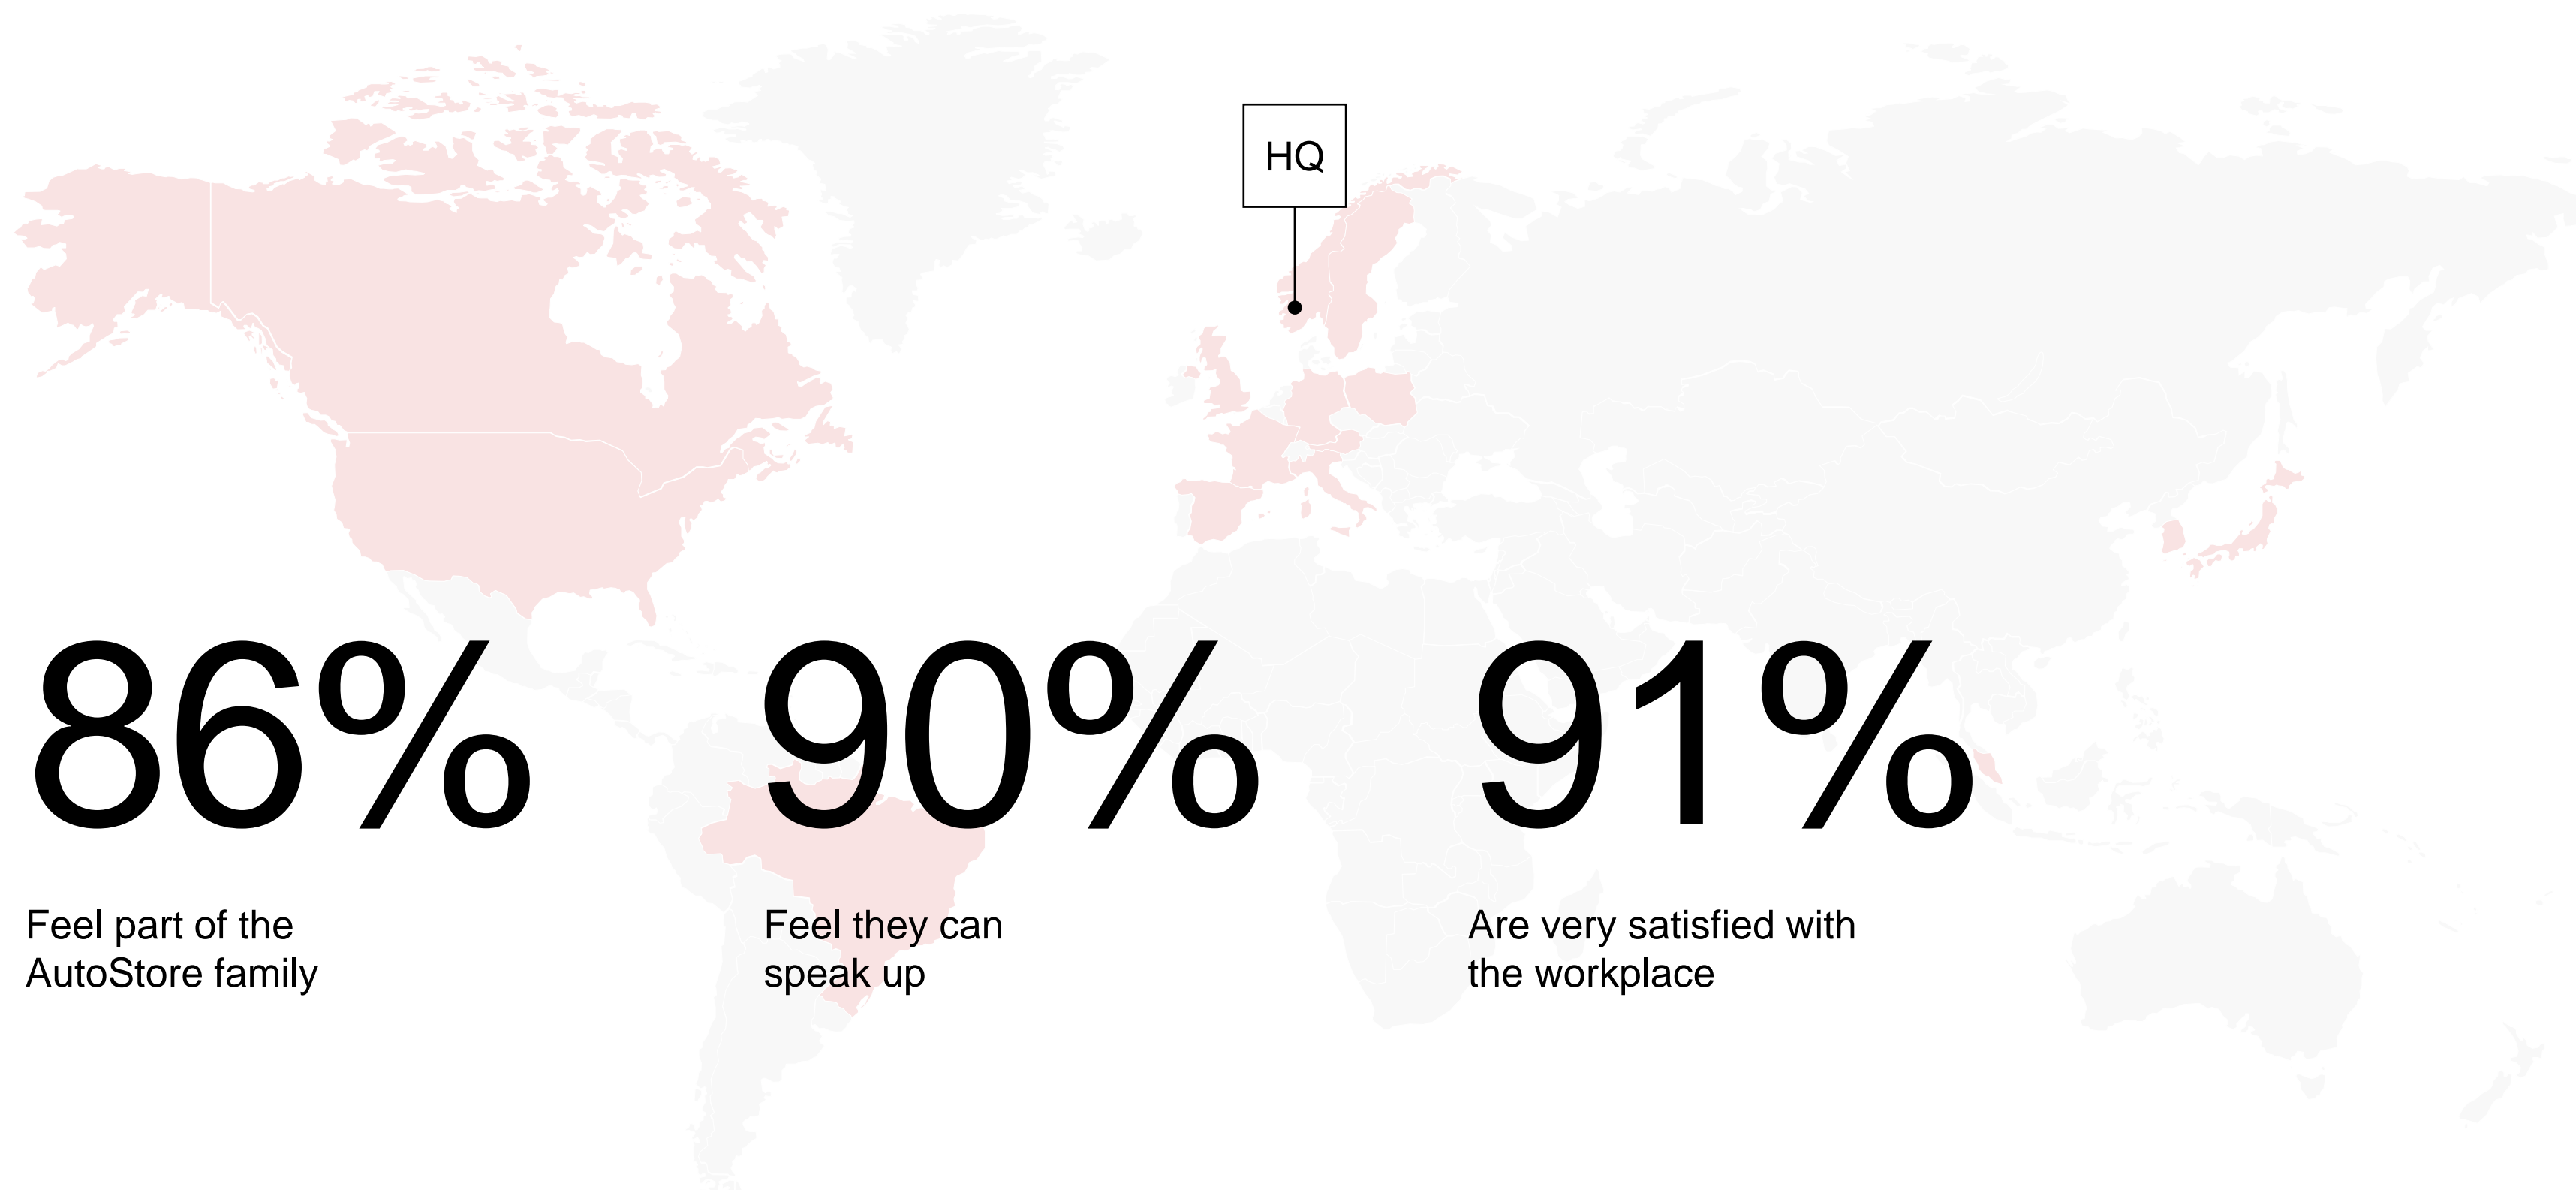 HQ
86%
90%
91%
Feel part of the
AutoStore family
Feel they can
speak up
Are very satisfied with
the workplace